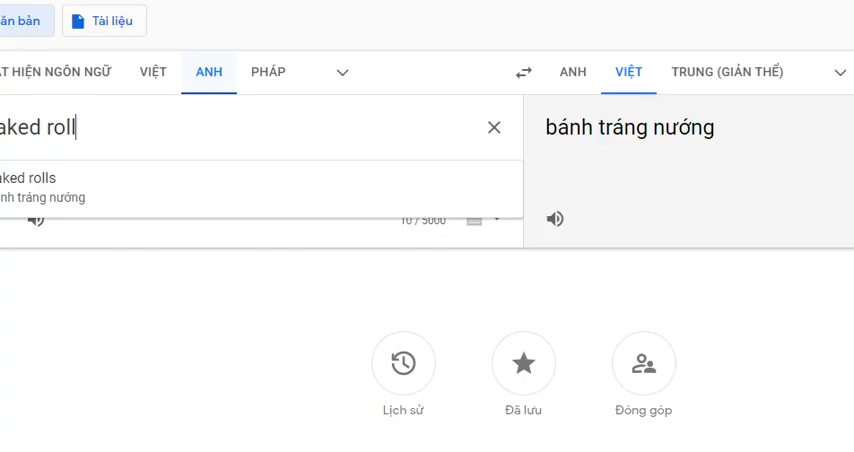 ăn bản Tài liệu
ÁT HIỆN NGÔN NGỮ VIỆT ANH PHÁP ANH VIỆT TRUNG (GIẢN THỂ)
aked roll bánh tráng nướng
aked rolls
nh tráng nướng
10 / 5000
Lịch sử Đã lưu Đóng góp